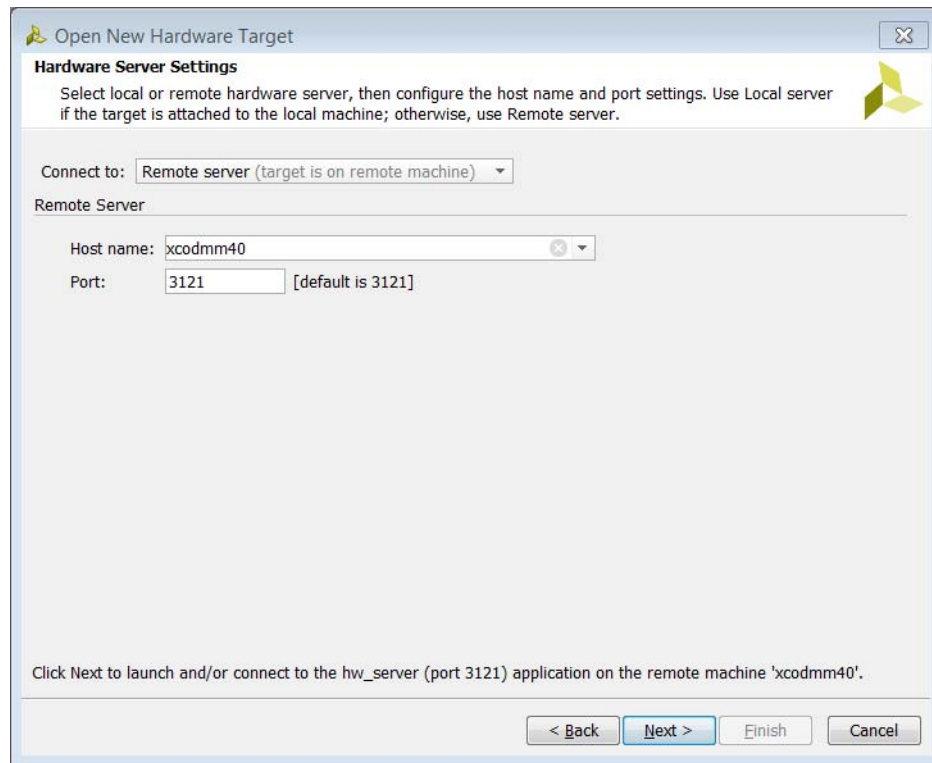 Open New Hardware Target
Hardware Server Settings
Select local or remote hardware server, then configure the host name and port settings. Use Local server
if the target is attached to the local machine; otherwise, use Remote server.
Connect to: Remote server (target is on remote machine)
Remote Server
Host name: xcodmm40
Port: 3121 [default is 3121]
Click Next to launch and/or connect to the hw_server (port 3121) application on the remote machine 'xcodmm40'.
< Back Next > Finish Cancel